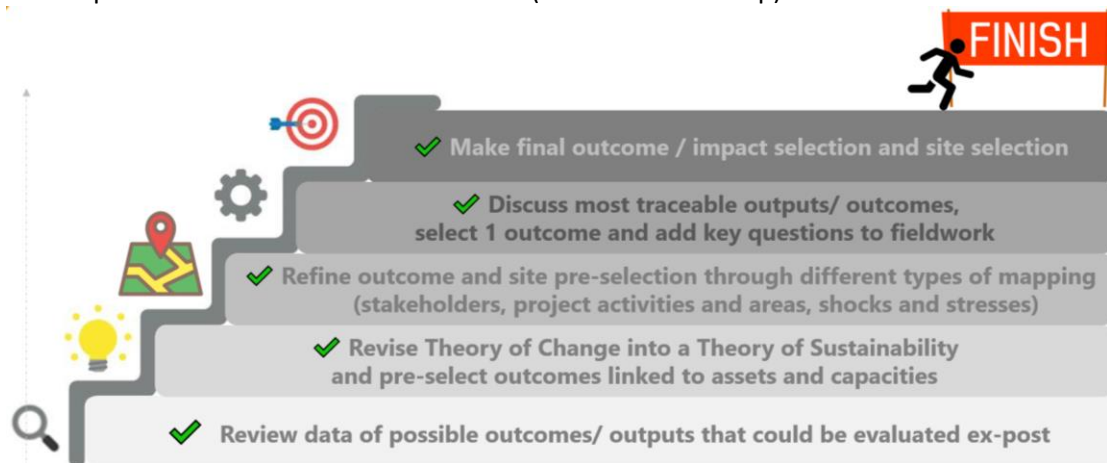 FINISH
Make final outcome / impact selection and site selection
Discuss most traceable outputs/ outcomes,
select 1 outcome and add key questions to fieldwork
Refine outcome and site pre-selection through different types of mapping
(stakeholders, project activities and areas, shocks and stresses)
Revise Theory of Change into a Theory of Sustainability
and pre-select outcomes linked to assets and capacities
Review data of possible outcomes/ outputs that could be evaluated ex-post